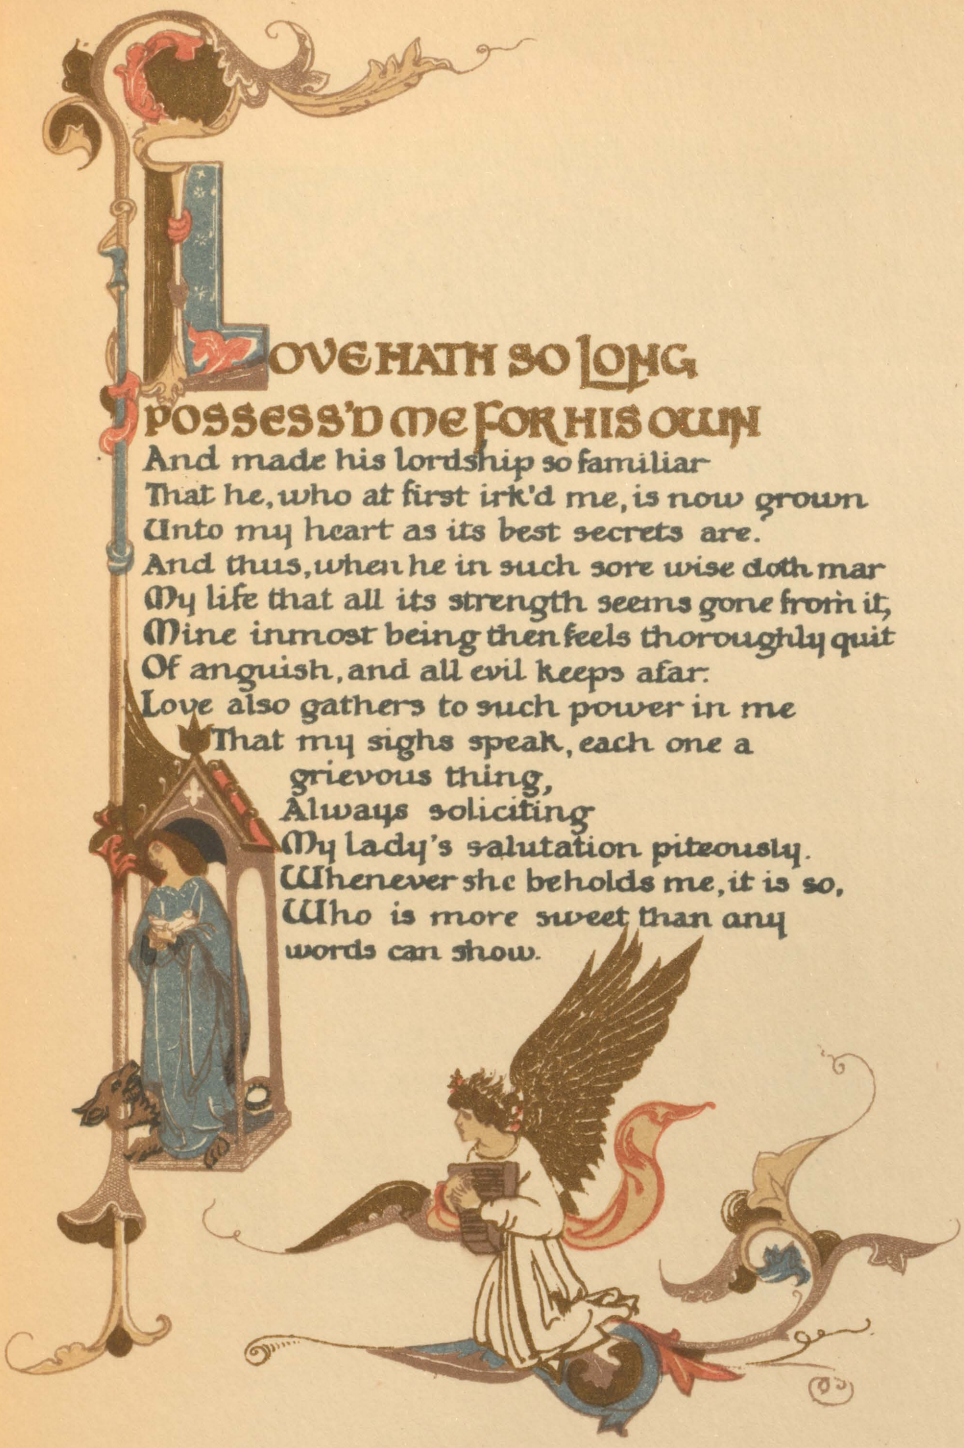 LOVE HATH SO LONG
POSSESS'D ME FOR HIS OWN
And made his lordship so familiar
That he, who at first irk'd me, is now grown
Unto my heart as its best secrets are.
And thus, when he in such sore wise doth mar
My life that all its strength seems gone from it,
Mine inmost being then feels thoroughly quit
Of anguish, and all evil keeps afar.
Love also gathers to such power in me
That my sighs speak, each one a
grievous thing,
Always soliciting
My lady's salutation piteously.
Whenever she beholds me, it is so,
Who is more sweet than any
words can show.